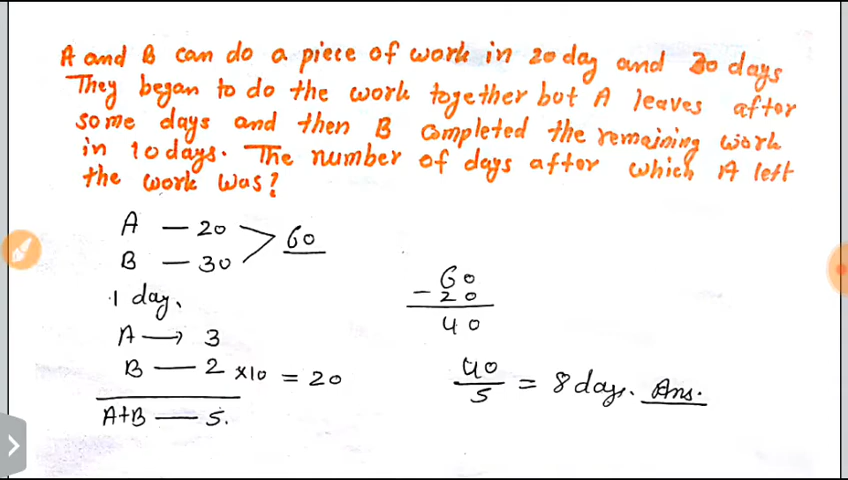 A and B can do a piece of work in 20 day and 30 days
They began to do the work together but A leaves after
some days and then B completed the remaining work
in 10 days. The number of days after which A left
the work was?
A — 20
60
B — 30
1 day.
A → 3
B — 2 ×10 = 20
A+B — 5.
60
- 20
40
40/5 = 8 days. Ans.